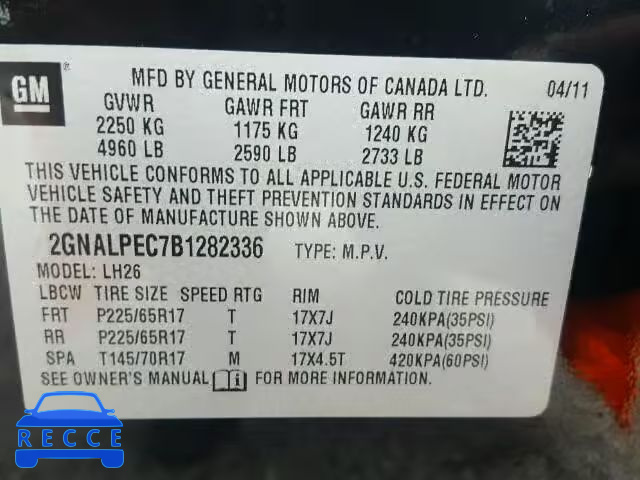 GM ®
MFD BY GENERAL MOTORS OF CANADA LTD. 04/11
GVWR GAWR FRT GAWR RR
2250 KG 1175 KG 1240 KG
4960 LB 2590 LB 2733 LB
THIS VEHICLE CONFORMS TO ALL APPLICABLE U.S. FEDERAL MOTOR
VEHICLE SAFETY AND THEFT PREVENTION STANDARDS IN EFFECT ON
THE DATE OF MANUFACTURE SHOWN ABOVE.
2GNALPEC7B1282336 TYPE: M.P.V.
MODEL: LH26
LBCW TIRE SIZE SPEED RTG RIM COLD TIRE PRESSURE
FRT P225/65R17 T 17X7J 240KPA(35PSI)
RR P225/65R17 T 17X7J 240KPA(35PSI)
SPA T145/70R17 M 17X4.5T 420KPA(60PSI)
SEE OWNER'S MANUAL FOR MORE INFORMATION.
RECCE